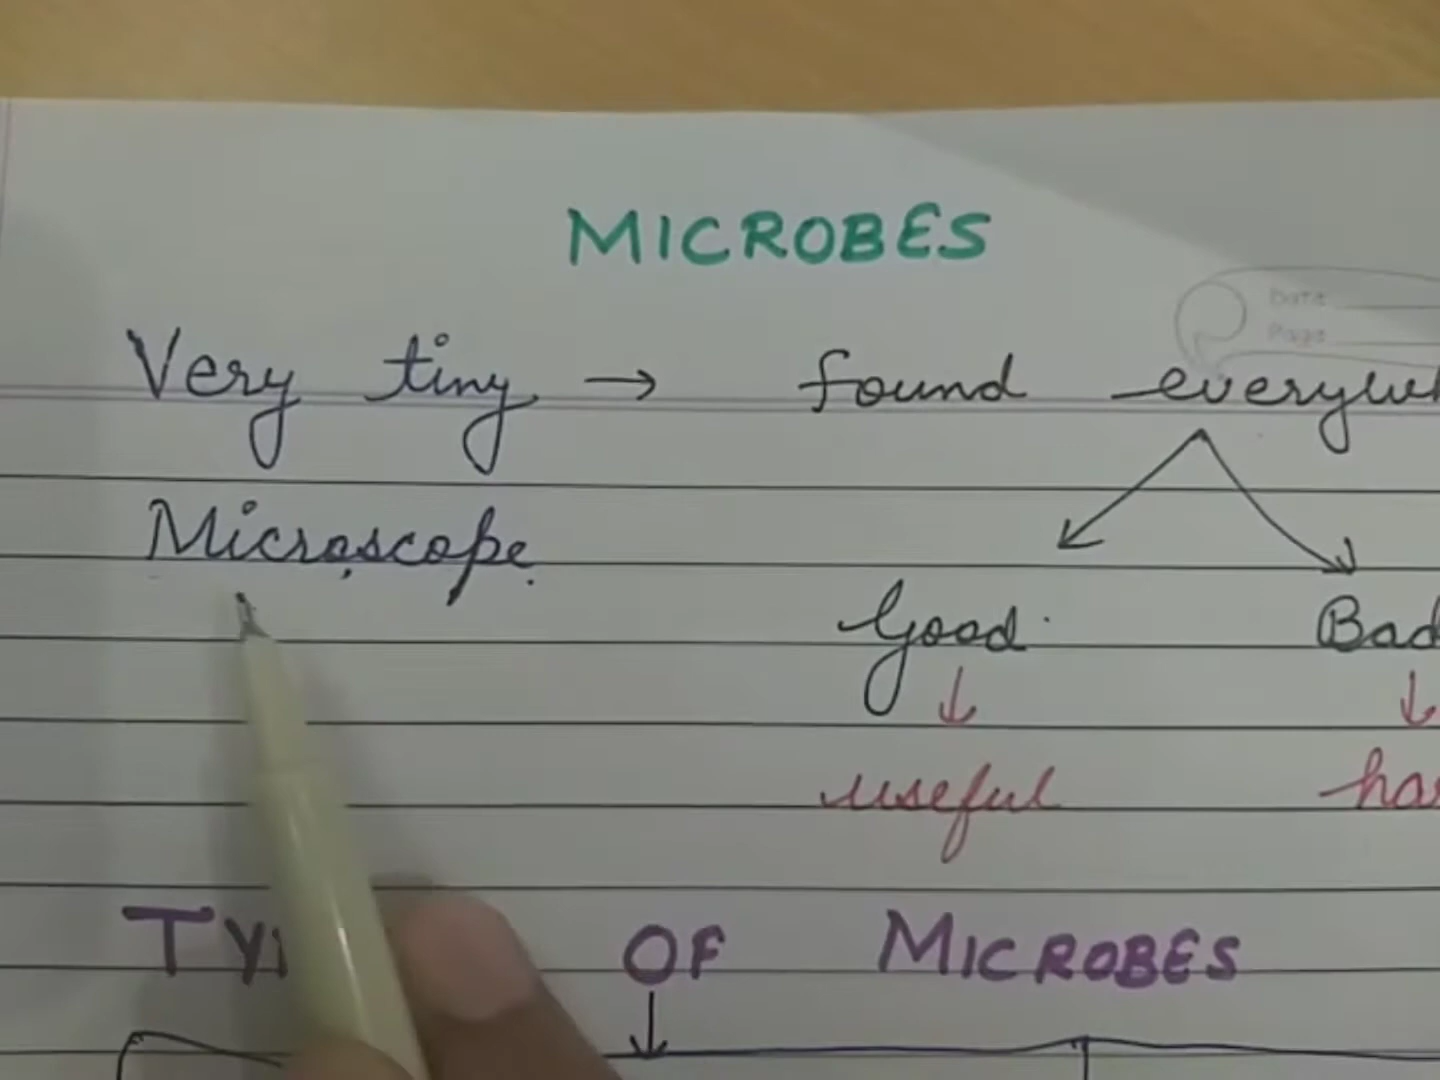 MICROBES
Date
Page
Very tiny → found
Microscope.
Good
useful
OF MICROBES